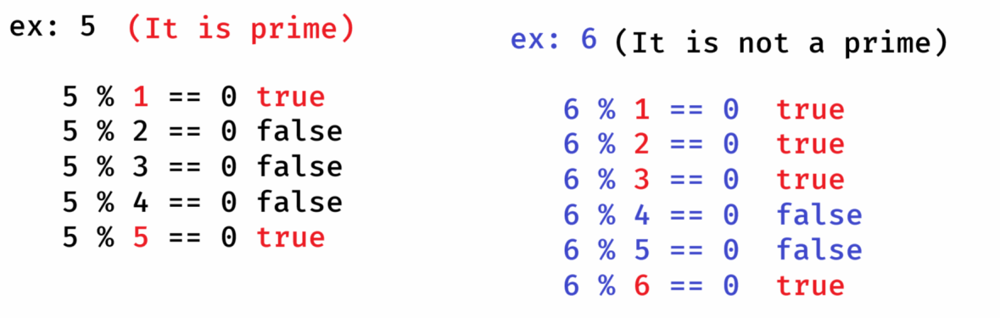 ex: 5 (It is prime)
5 % 1 == 0 true
5 % 2 == 0 false
5 % 3 == 0 false
5 % 4 == 0 false
5 % 5 == 0 true
ex: 6 (It is not a prime)
6 % 1 == 0 true
6 % 2 == 0 true
6 % 3 == 0 true
6 % 4 == 0 false
6 % 5 == 0 false
6 % 6 == 0 true